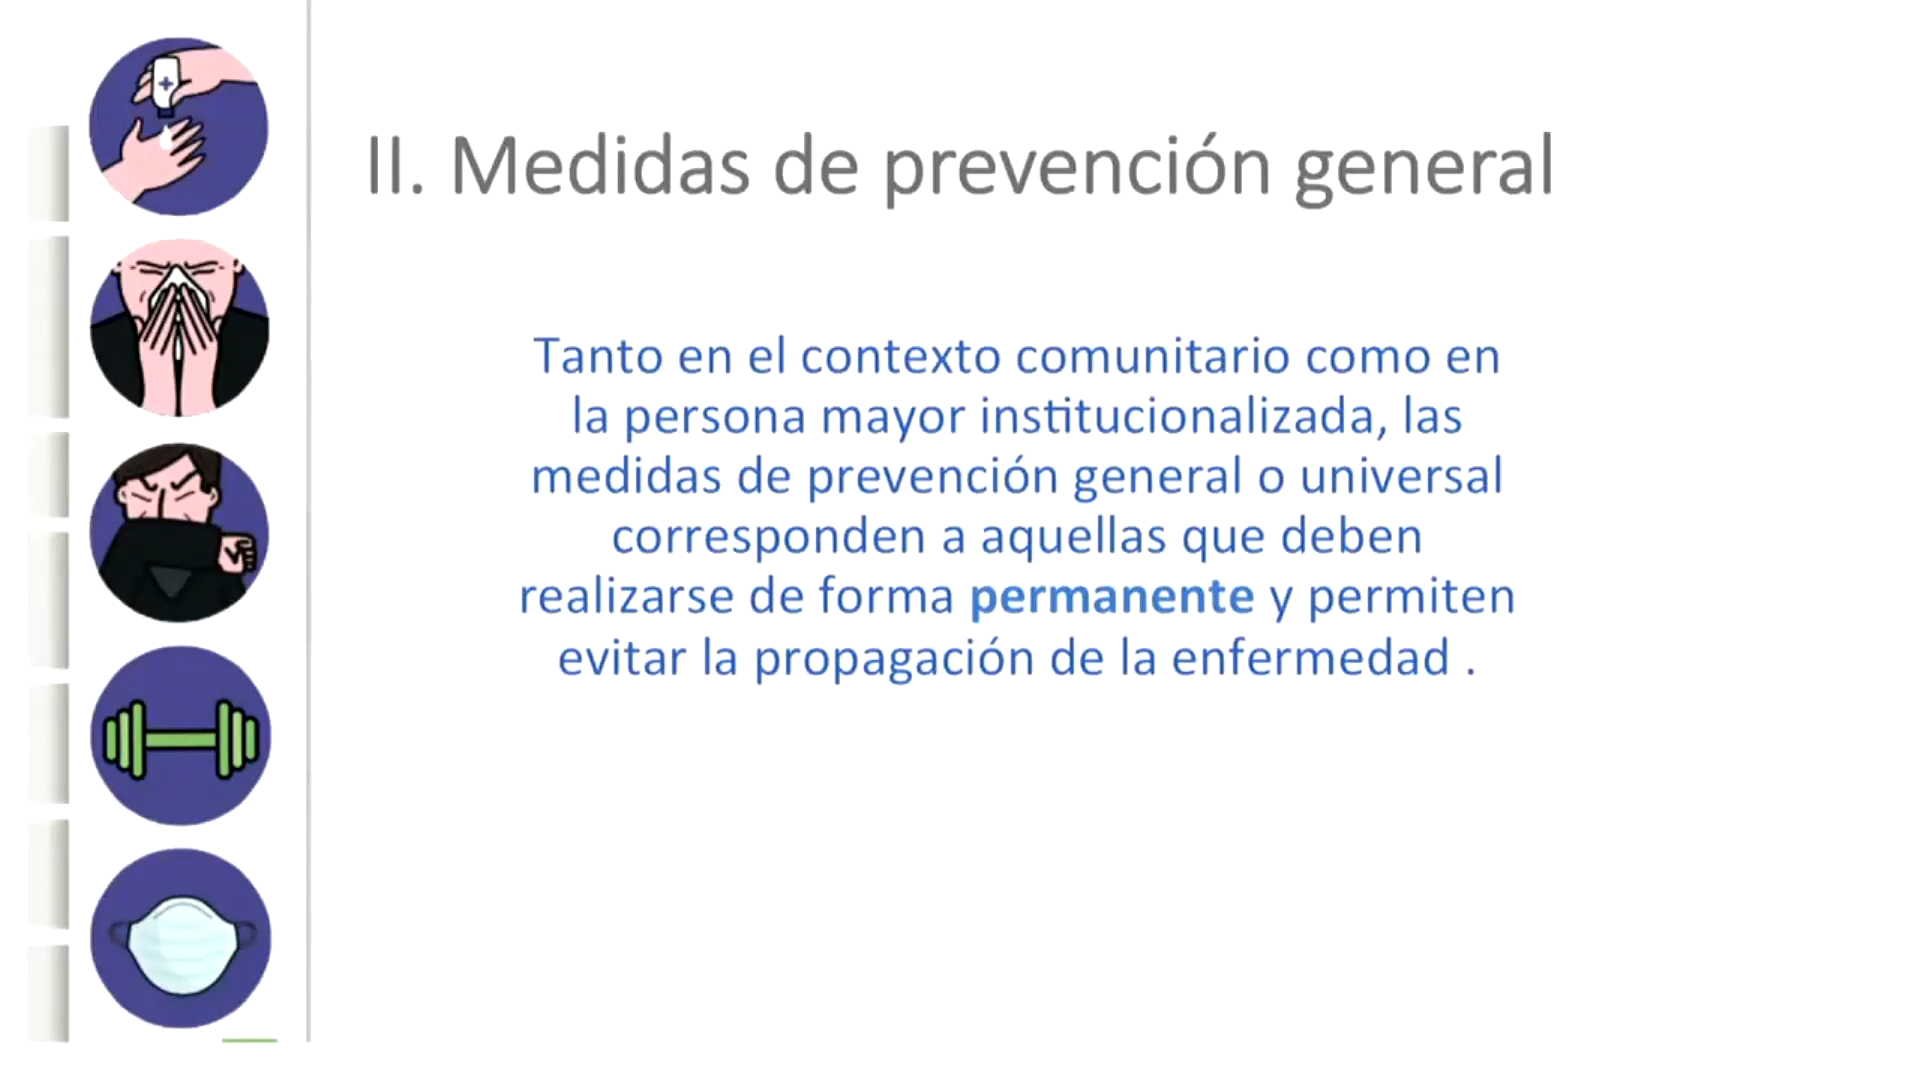 II. Medidas de prevención general
Tanto en el contexto comunitario como en
la persona mayor institucionalizada, las
medidas de prevención general o universal
corresponden a aquellas que deben
realizarse de forma permanente y permiten
evitar la propagación de la enfermedad .